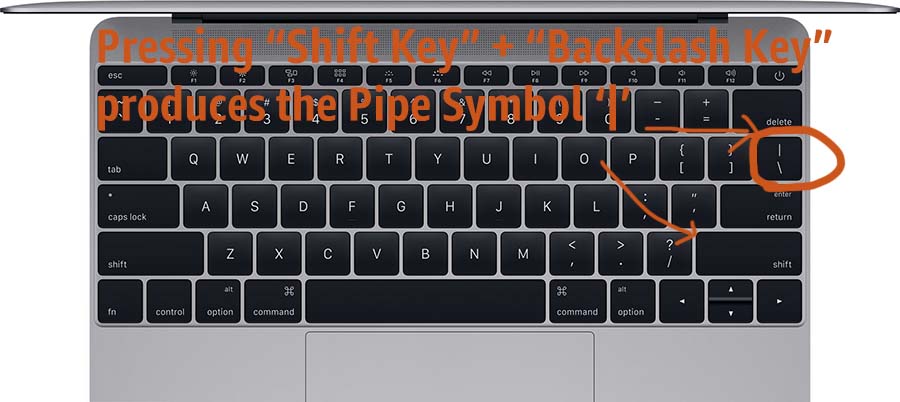 Pressing “Shift Key” + “Backslash Key”
produces the Pipe Symbol ‘|’
esc F1 F2 F3 F4 F5 F6 F7 F8 F9 F10 F11 F12
2 3 4 5 6 7 8 9 0 _ - + = delete
tab Q W E R T Y U I O P { [ } ] | \
caps lock A S D F G H J K L : ; " ' enter return
shift Z X C V B N M < , > . ? / shift
fn control alt option ⌘ command ⌘ command alt option ◄ ▲ ▼ ►